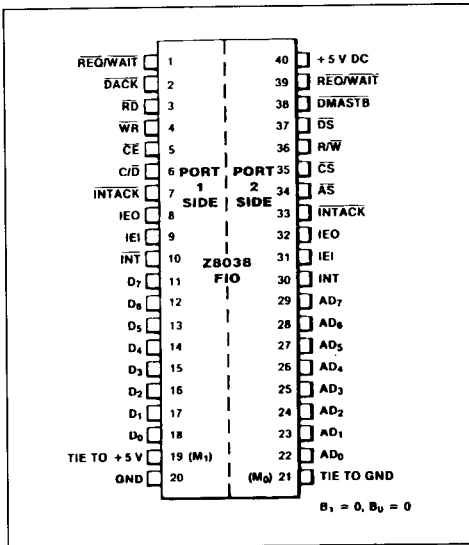 REQ/WAIT 1
DACK 2
RD 3
WR 4
CE 5
C/D 6
INTACK 7
IEO 8
IEI 9
INT 10
D₇ 11
D₆ 12
D₅ 13
D₄ 14
D₃ 15
D₂ 16
D₁ 17
D₀ 18
TIE TO +5 V 19 (M₁)
GND 20
PORT 1 SIDE
PORT 2 SIDE
Z8038
FIO
40 +5 V DC
39 REQ/WAIT
38 DMASTB
37 DS
36 R/W
35 CS
34 AS
33 INTACK
32 IEO
31 IEI
30 INT
29 AD₇
28 AD₆
27 AD₅
26 AD₄
25 AD₃
24 AD₂
23 AD₁
22 AD₀
(M₀) 21 TIE TO GND
B₁ = 0, B₀ = 0